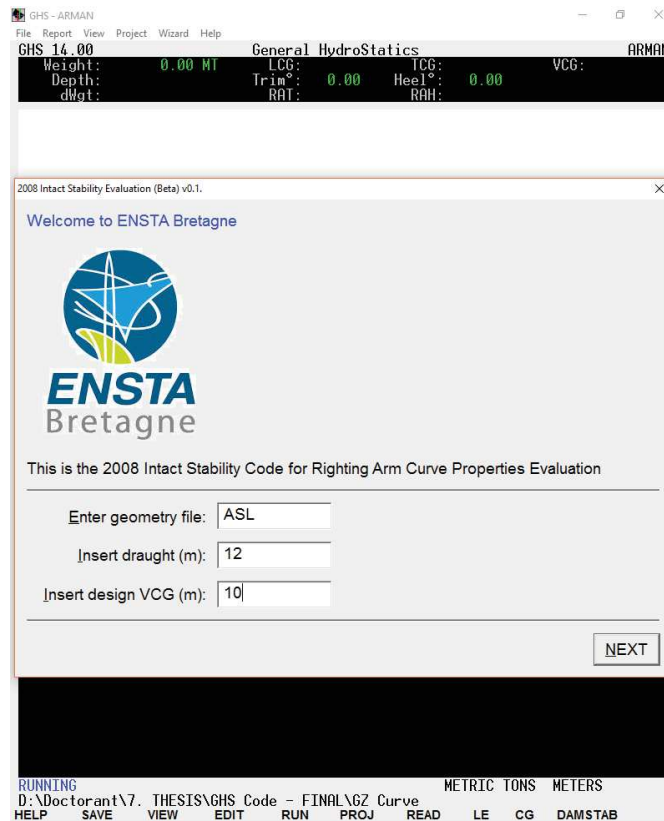 GHS - ARMAN
File Report View Project Wizard Help
GHS 14.00 General HydroStatics ARMAN
Weight: 0.00 MT LCG: TCG: VCG:
Depth: Trim°: 0.00 Heel°: 0.00
dWgt: RAT: RAH:
2008 Intact Stability Evaluation (Beta) v0.1.
Welcome to ENSTA Bretagne
ENSTA
Bretagne
This is the 2008 Intact Stability Code for Righting Arm Curve Properties Evaluation
Enter geometry file: ASL
Insert draught (m): 12
Insert design VCG (m): 10
NEXT
RUNNING METRIC TONS METERS
D:\Doctorant\7. THESIS\GHS Code - FINAL\GZ Curve
HELP SAVE VIEW EDIT RUN PROJ READ LE CG DAMSTAB